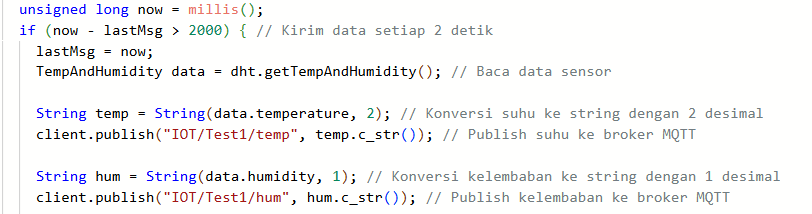 unsigned long now = millis();
if (now - lastMsg > 2000) { // Kirim data setiap 2 detik
lastMsg = now;
TempAndHumidity data = dht.getTempAndHumidity(); // Baca data sensor
String temp = String(data.temperature, 2); // Konversi suhu ke string dengan 2 desimal
client.publish("IOT/Test1/temp", temp.c_str()); // Publish suhu ke broker MQTT
String hum = String(data.humidity, 1); // Konversi kelembaban ke string dengan 1 desimal
client.publish("IOT/Test1/hum", hum.c_str()); // Publish kelembaban ke broker MQTT